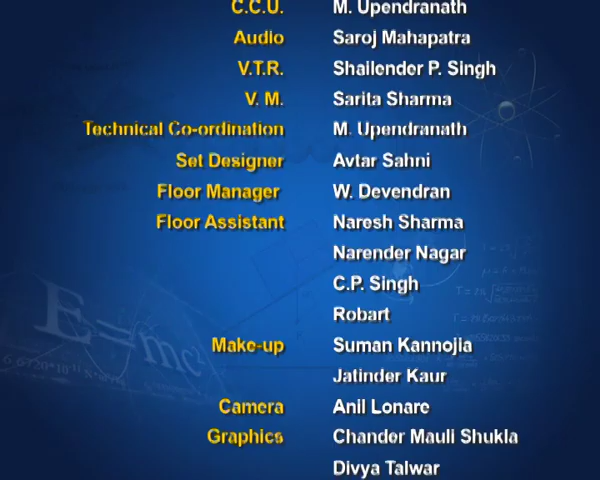 C.C.U. M. Upendranath
Audio Saroj Mahapatra
V.T.R. Shailender P. Singh
V. M. Sarita Sharma
Technical Co-ordination M. Upendranath
Set Designer Avtar Sahni
Floor Manager W. Devendran
Floor Assistant Naresh Sharma
Narender Nagar
C.P. Singh
Robart
Make-up Suman Kannojia
Jatinder Kaur
Camera Anil Lonare
Graphics Chander Mauli Shukla
Divya Talwar
E=mc²